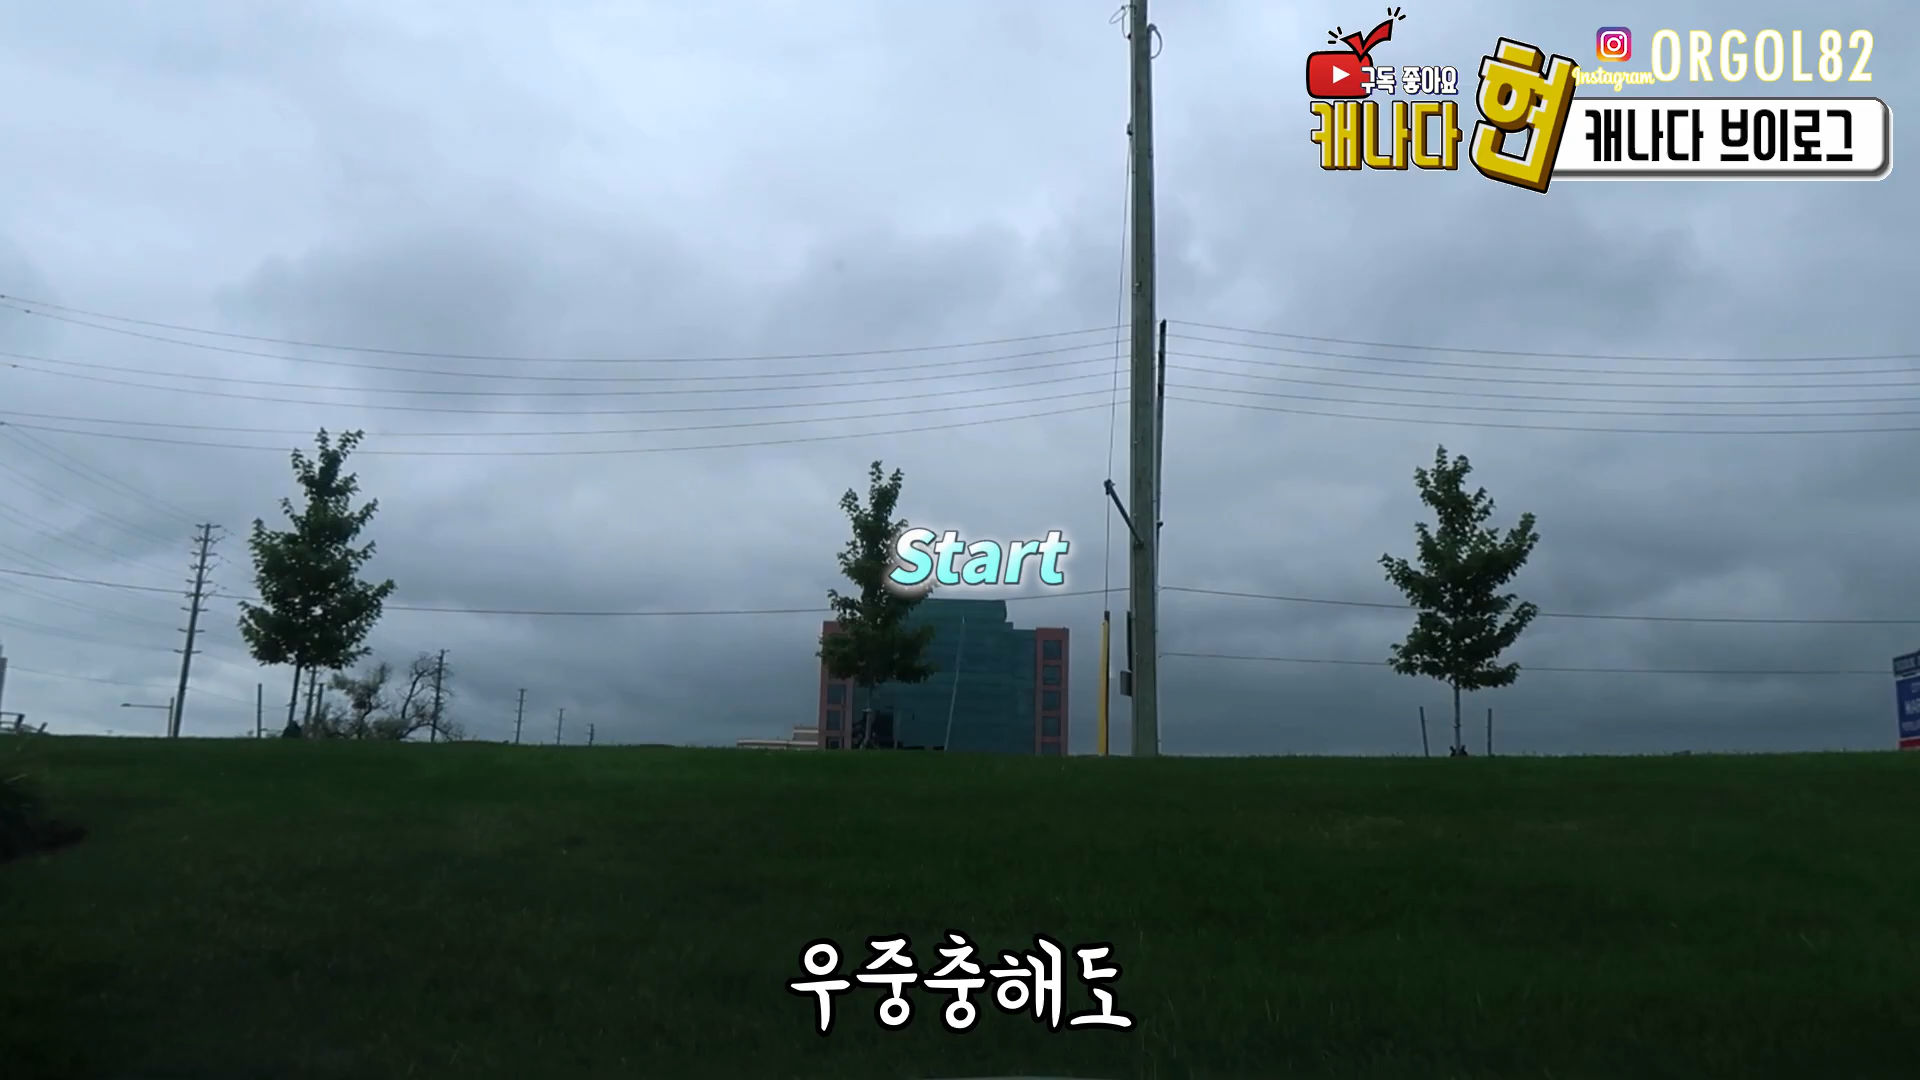 ORGOL82
Instagram
구독 좋아요
캐나다 현
캐나다 브이로그
Start
우중충해도